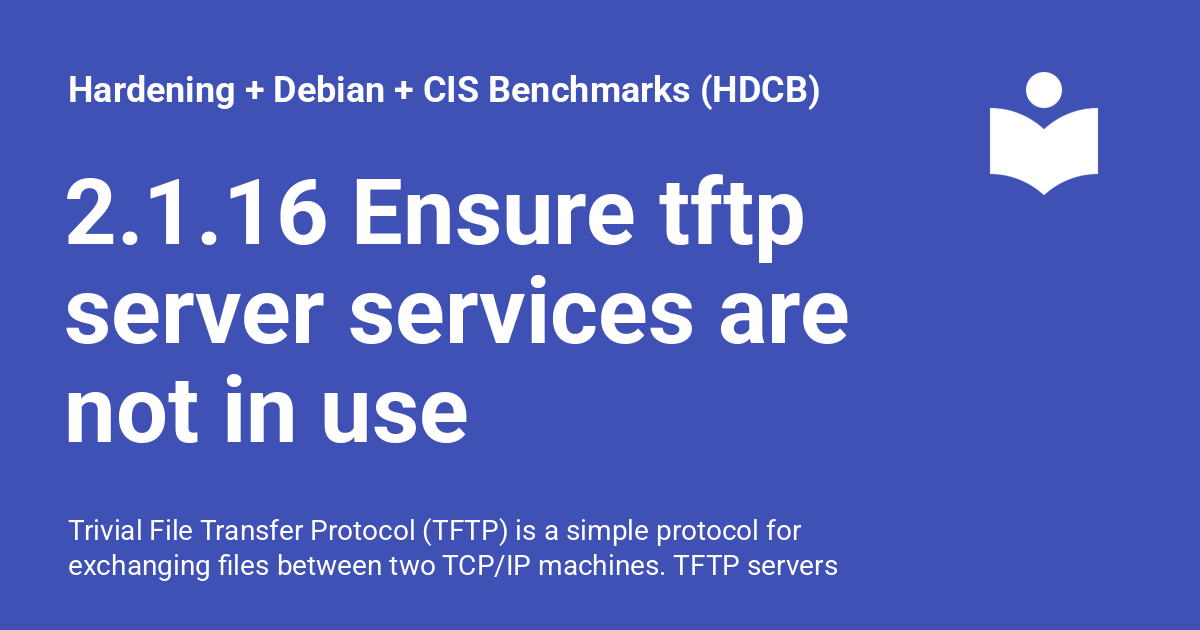 Hardening + Debian + CIS Benchmarks (HDCB)
2.1.16 Ensure tftp
server services are
not in use
Trivial File Transfer Protocol (TFTP) is a simple protocol for
exchanging files between two TCP/IP machines. TFTP servers